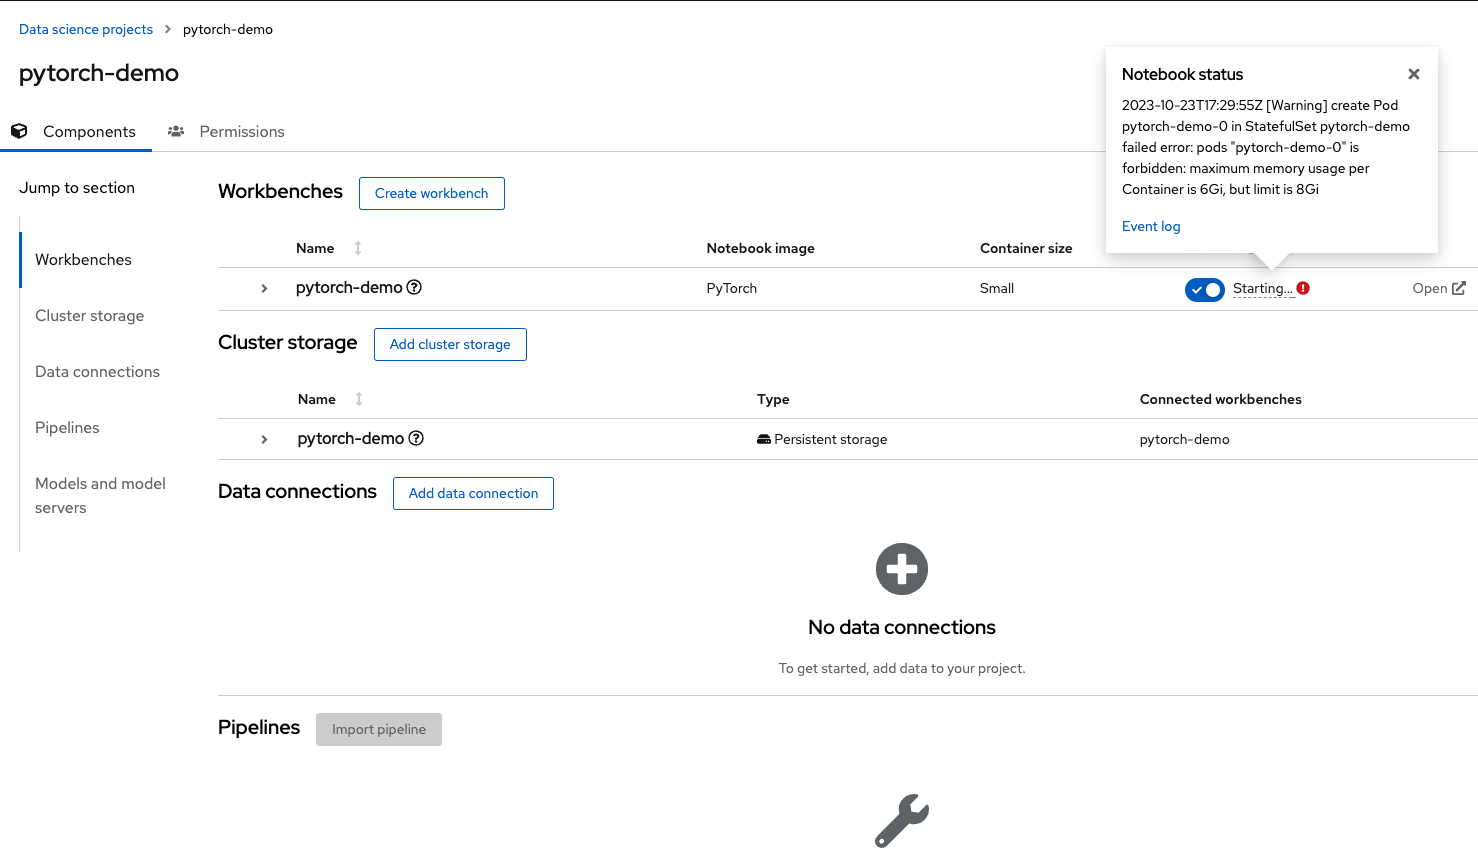 Data science projects > pytorch-demo
pytorch-demo
Components
Permissions
Notebook status
2023-10-23T17:29:55Z [Warning] create Pod
pytorch-demo-0 in StatefulSet pytorch-demo
failed error: pods "pytorch-demo-0" is
forbidden: maximum memory usage per
Container is 6Gi, but limit is 8Gi
Event log
Jump to section
Workbenches
Cluster storage
Data connections
Pipelines
Models and model
servers
Workbenches
Create workbench
Name
Notebook image
Container size
pytorch-demo
PyTorch
Small
Starting...
Open
Cluster storage
Add cluster storage
Name
Type
Connected workbenches
pytorch-demo
Persistent storage
pytorch-demo
Data connections
Add data connection
No data connections
To get started, add data to your project.
Pipelines
Import pipeline